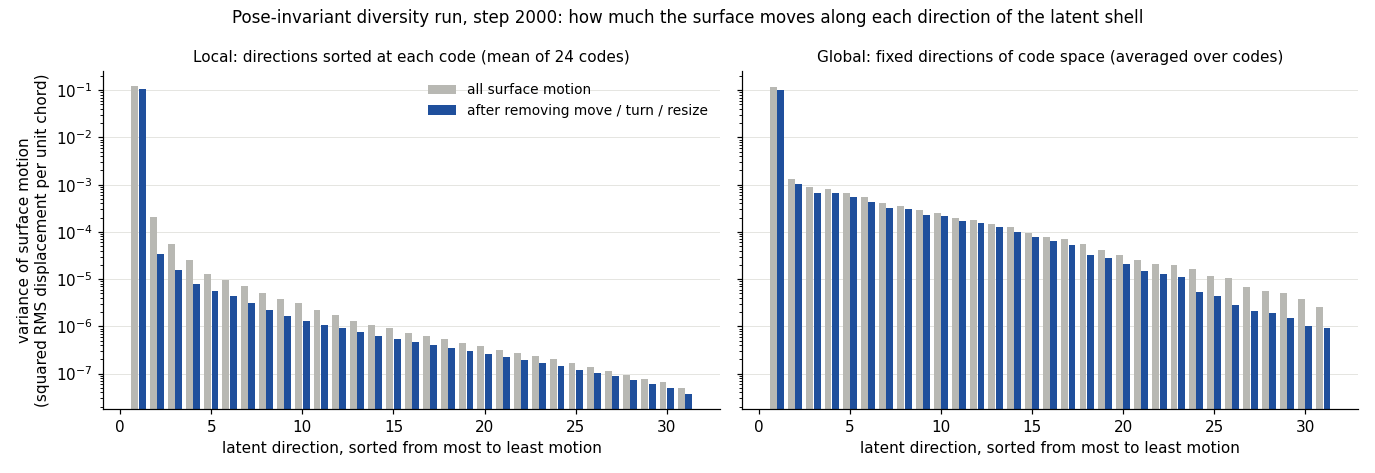 Pose-invariant diversity run, step 2000: how much the surface moves along each direction of the latent shell
Local: directions sorted at each code (mean of 24 codes)
Global: fixed directions of code space (averaged over codes)
variance of surface motion
(squared RMS displacement per unit chord)
all surface motion
after removing move / turn / resize
10⁻¹
10⁻²
10⁻³
10⁻⁴
10⁻⁵
10⁻⁶
10⁻⁷
0 5 10 15 20 25 30
0 5 10 15 20 25 30
latent direction, sorted from most to least motion
latent direction, sorted from most to least motion